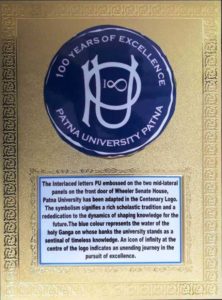 100 YEARS OF EXCELLENCE
PU
100
PATNA UNIVERSITY PATNA
The Interlaced letters PU embossed on the two mid-lateral
panels on the front door of Wheeler Senate House,
Patna University has been adapted in the Centenary Logo.
The symbolism signifies a rich scholastic tradition and a
rededication to the dynamics of shaping knowledge for the
future.The blue colour represents the water of the
holy Ganga on whose banks the university stands as a
sentinal of timeless knowledge. An icon of infinity at the
centre of the logo indicates an unending journey in the
pursuit of excellence.